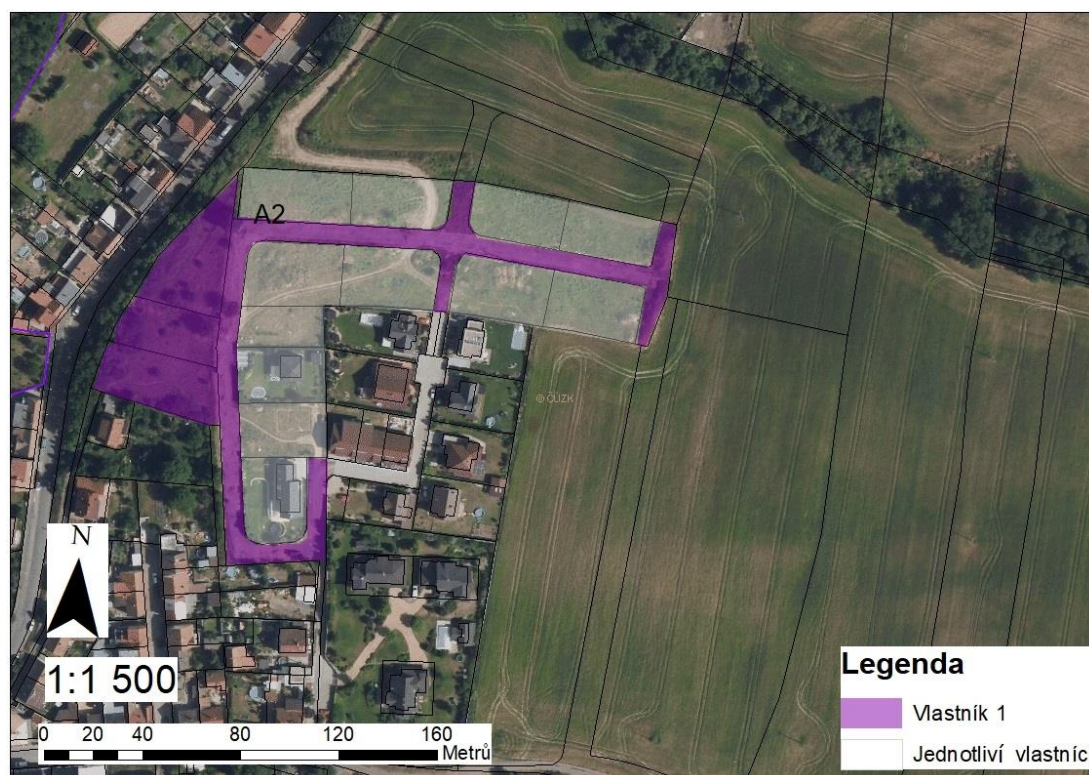 A2
© ČÚZK
N
1:1 500
0 20 40 80 120 160
Metrů
Legenda
Vlastník 1
Jednotliví vlastníc